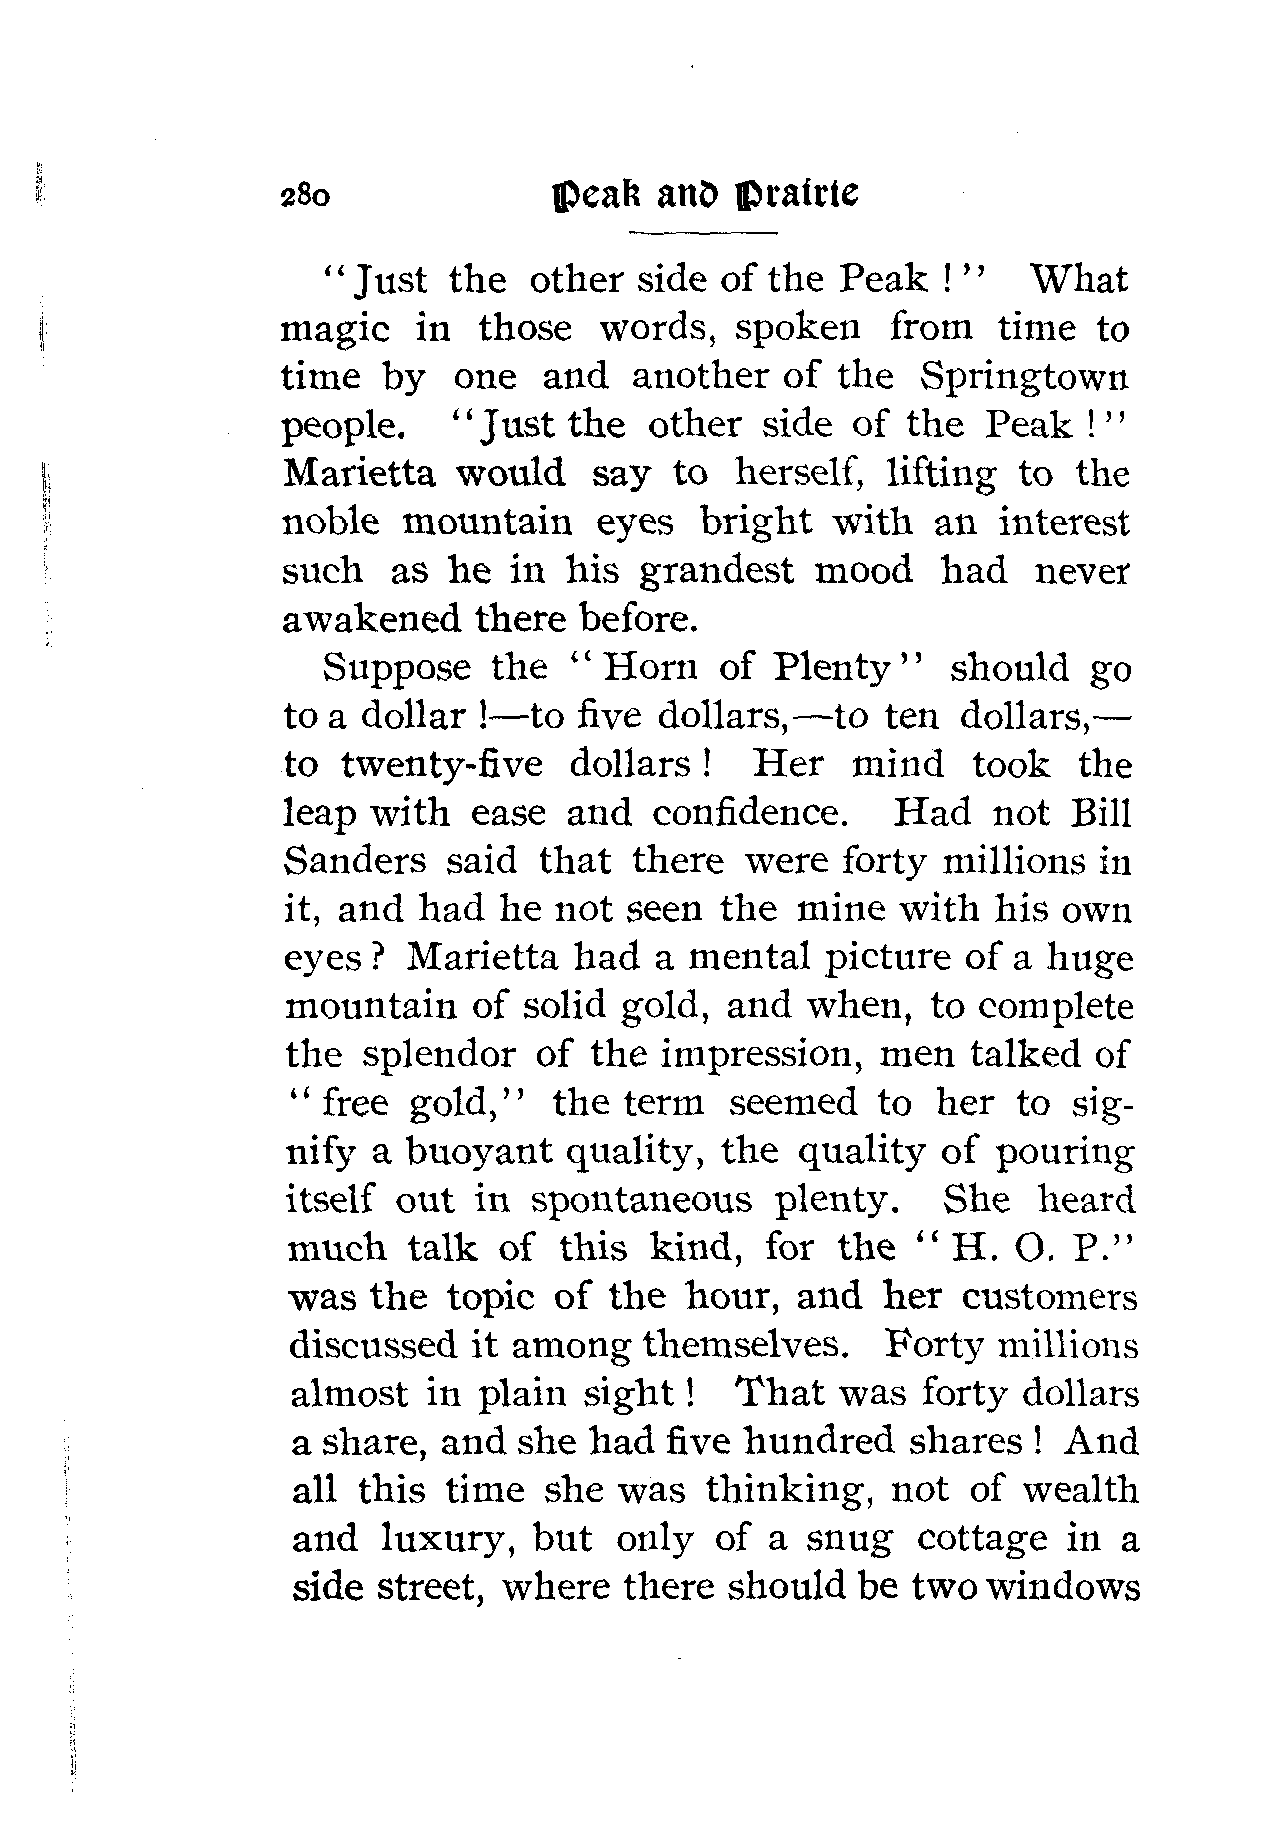 280 Peak and Prairie
"Just the other side of the Peak!" What
magic in those words, spoken from time to
time by one and another of the Springtown
people. "Just the other side of the Peak!"
Marietta would say to herself, lifting to the
noble mountain eyes bright with an interest
such as he in his grandest mood had never
awakened there before.
Suppose the "Horn of Plenty" should go
to a dollar!—to five dollars,—to ten dollars,—
to twenty-five dollars! Her mind took the
leap with ease and confidence. Had not Bill
Sanders said that there were forty millions in
it, and had he not seen the mine with his own
eyes? Marietta had a mental picture of a huge
mountain of solid gold, and when, to complete
the splendor of the impression, men talked of
"free gold," the term seemed to her to sig-
nify a buoyant quality, the quality of pouring
itself out in spontaneous plenty. She heard
much talk of this kind, for the "H. O. P."
was the topic of the hour, and her customers
discussed it among themselves. Forty millions
almost in plain sight! That was forty dollars
a share, and she had five hundred shares! And
all this time she was thinking, not of wealth
and luxury, but only of a snug cottage in a
side street, where there should be two windows